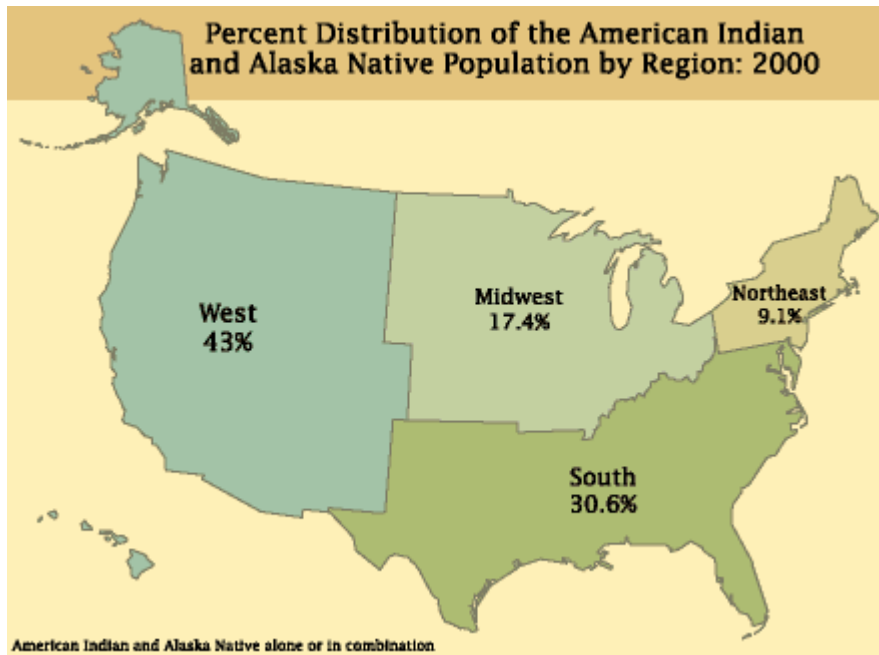 Percent Distribution of the American Indian
and Alaska Native Population by Region: 2000
West
43%
Midwest
17.4%
Northeast
9.1%
South
30.6%
American Indian and Alaska Native alone or in combination